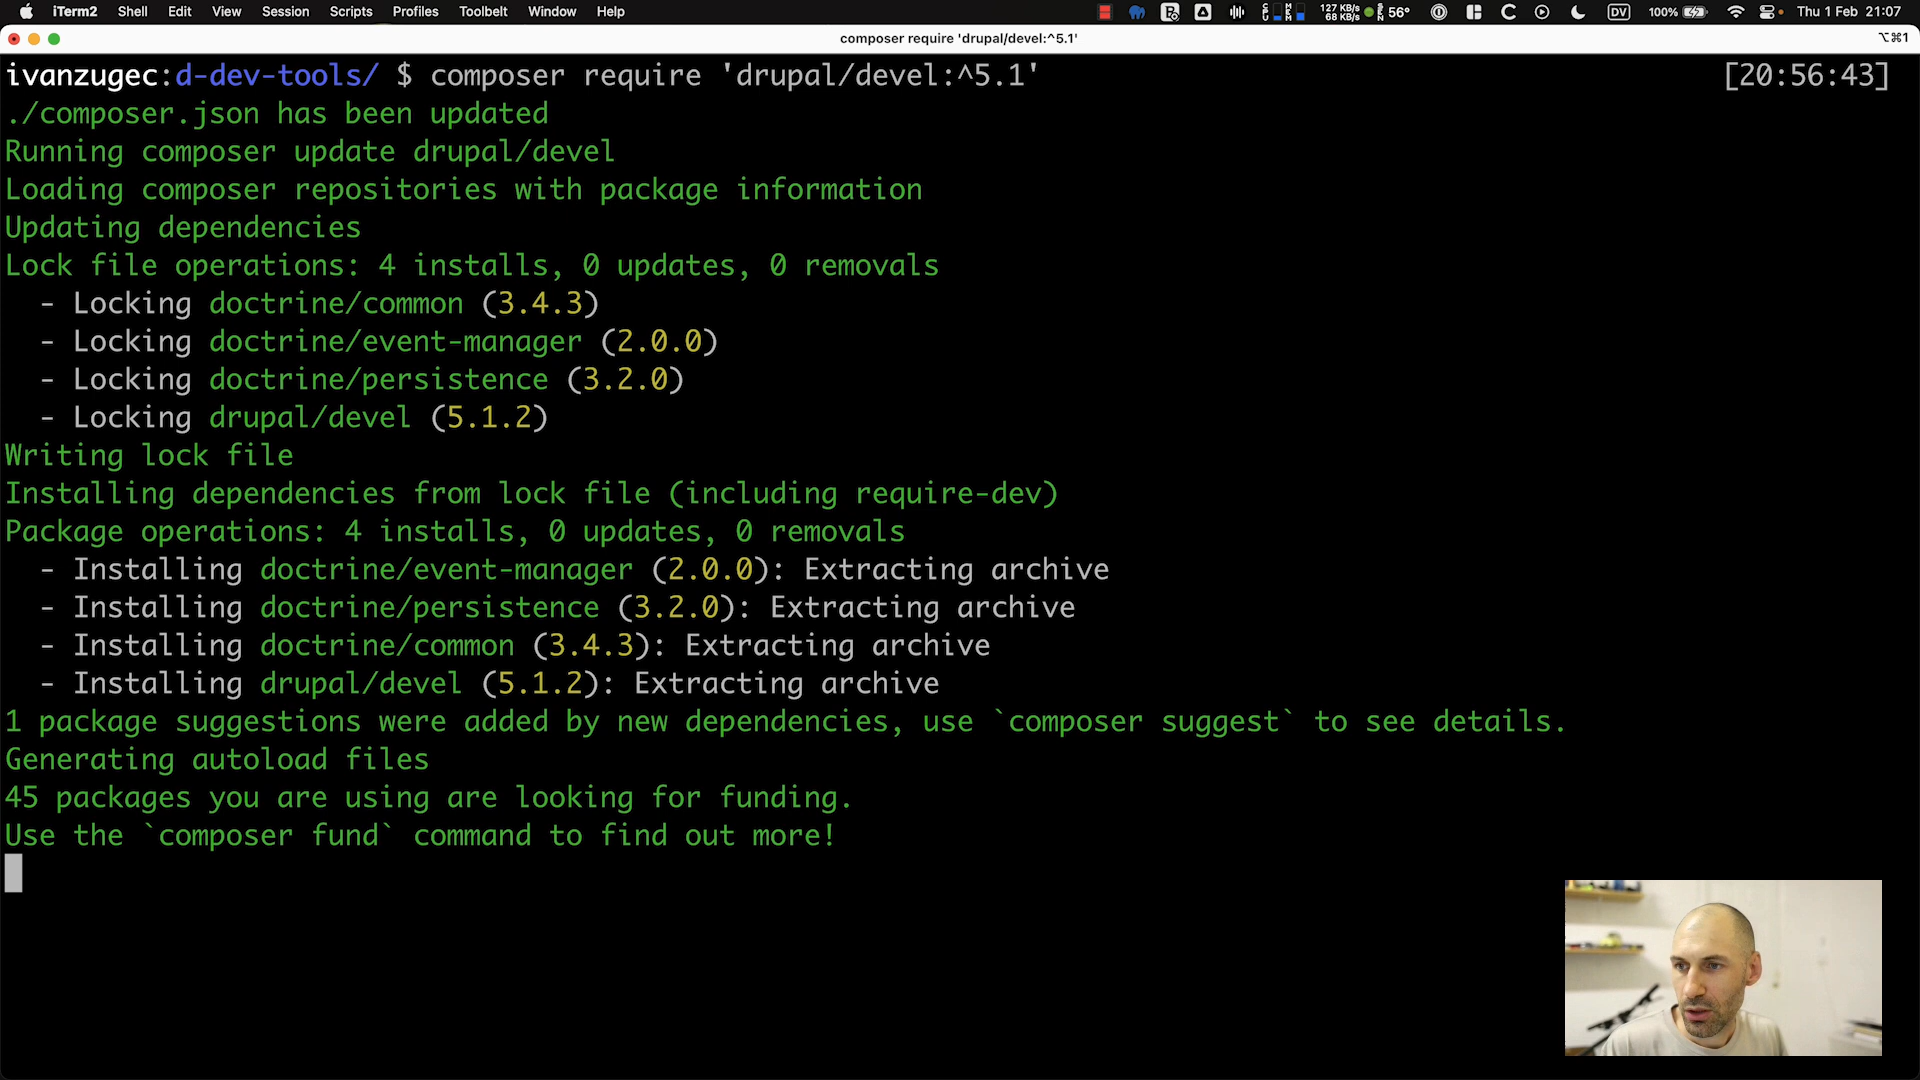 iTerm2 Shell Edit View Session Scripts Profiles Toolbelt Window Help 127 KB/s 68 KB/s 56° DV 100% Thu 1 Feb 21:07
composer require 'drupal/devel:^5.1' ⌥⌘1
ivanzugec:d-dev-tools/ $ composer require 'drupal/devel:^5.1' [20:56:43]
./composer.json has been updated
Running composer update drupal/devel
Loading composer repositories with package information
Updating dependencies
Lock file operations: 4 installs, 0 updates, 0 removals
- Locking doctrine/common (3.4.3)
- Locking doctrine/event-manager (2.0.0)
- Locking doctrine/persistence (3.2.0)
- Locking drupal/devel (5.1.2)
Writing lock file
Installing dependencies from lock file (including require-dev)
Package operations: 4 installs, 0 updates, 0 removals
- Installing doctrine/event-manager (2.0.0): Extracting archive
- Installing doctrine/persistence (3.2.0): Extracting archive
- Installing doctrine/common (3.4.3): Extracting archive
- Installing drupal/devel (5.1.2): Extracting archive
1 package suggestions were added by new dependencies, use `composer suggest` to see details.
Generating autoload files
45 packages you are using are looking for funding.
Use the `composer fund` command to find out more!